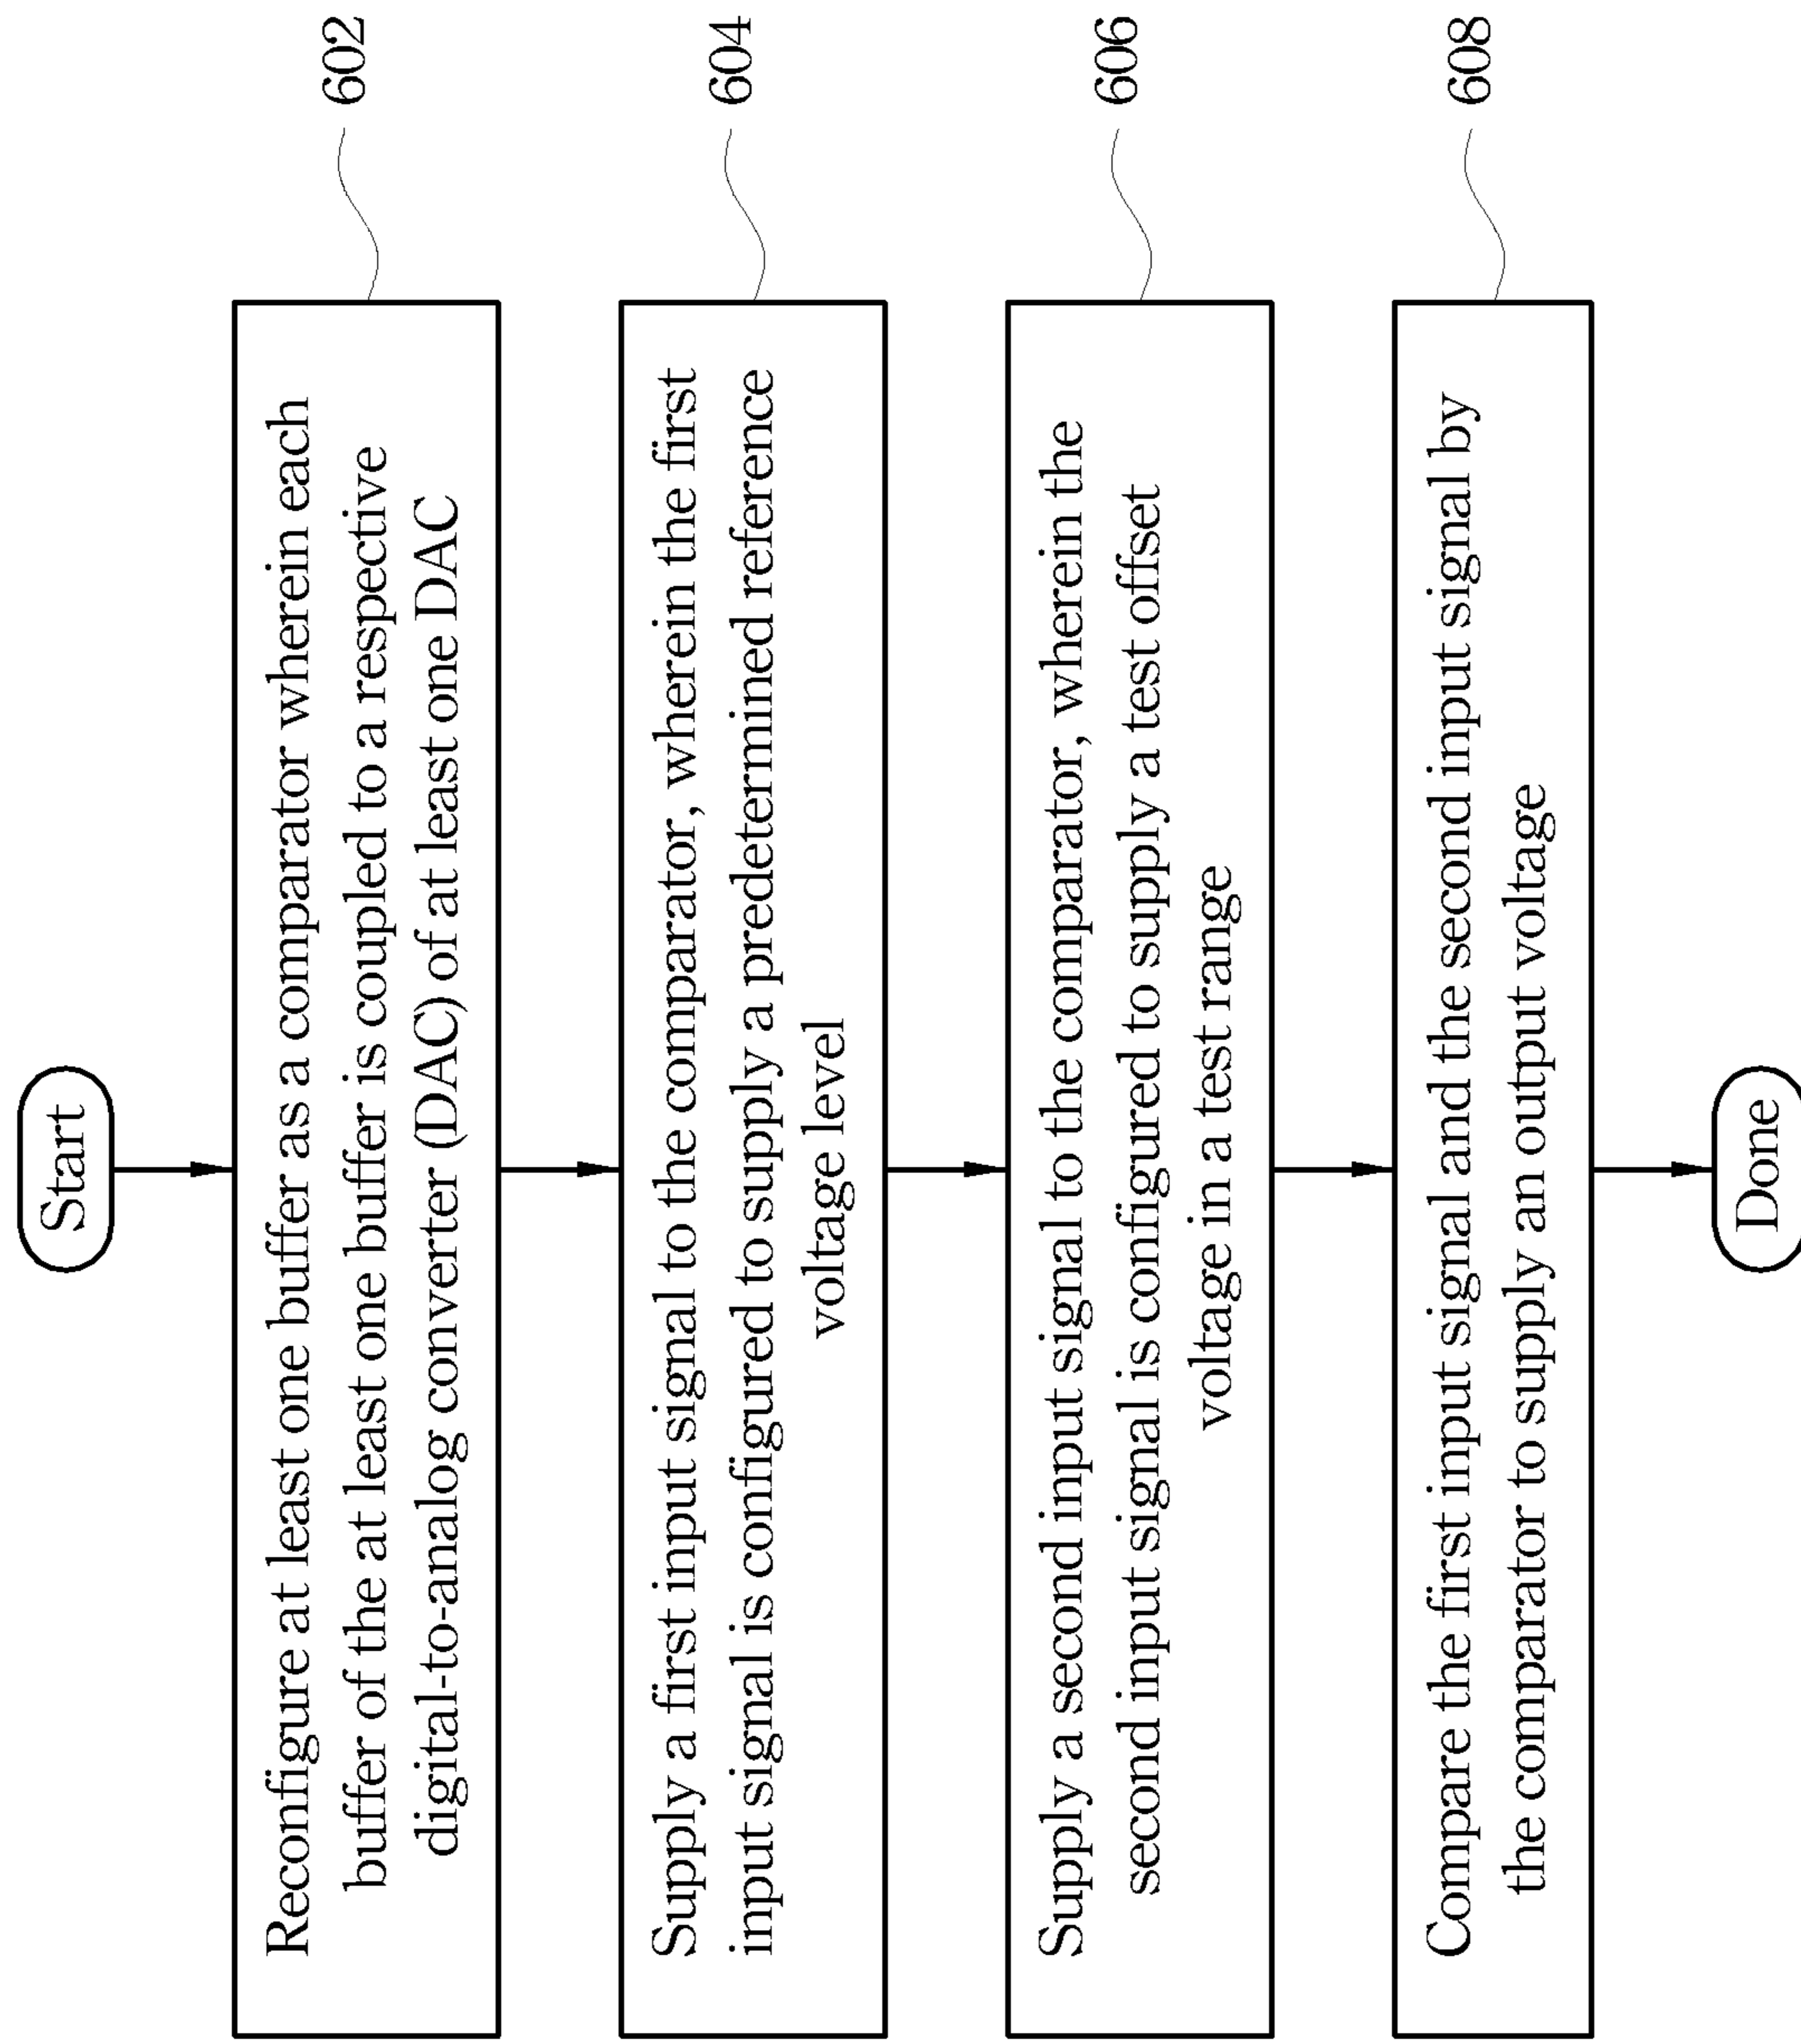 Start
Reconfigure at least one buffer as a comparator wherein each
buffer of the at least one buffer is coupled to a respective
digital-to-analog converter (DAC) of at least one DAC
602
Supply a first input signal to the comparator, wherein the first
input signal is configured to supply a predetermined reference
voltage level
604
Supply a second input signal to the comparator, wherein the
second input signal is configured to supply a test offset
voltage in a test range
606
Compare the first input signal and the second input signal by
the comparator to supply an output voltage
608
Done